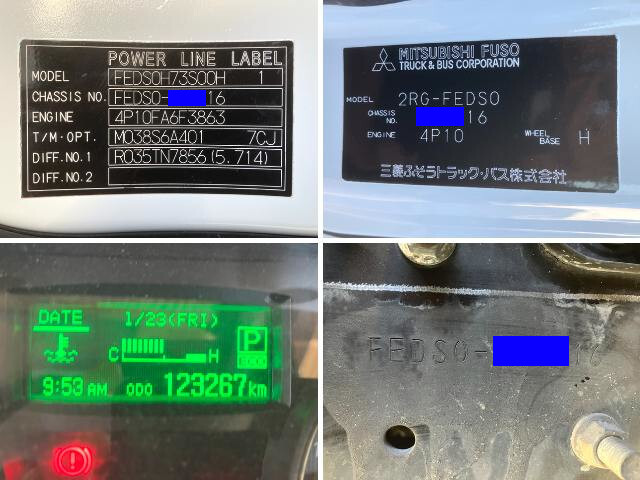 POWER LINE LABEL
MODEL FEDS0H73S00H 1
CHASSIS NO. FEDS0- 16
ENGINE 4P10FA6F3863
T/M·OPT. M038S6A401 7CJ
DIFF.NO.1 R035TN7856(5.714)
DIFF.NO.2
MITSUBISHI FUSO
TRUCK & BUS CORPORATION
MODEL 2RG-FEDS0
CHASSIS NO. 16
ENGINE 4P10 WHEEL BASE H
三菱ふそうトラック・バス株式会社
DATE 1/23(FRI)
P
C H
ECO
9:53 AM ODO 123267km
FEDS0- 16